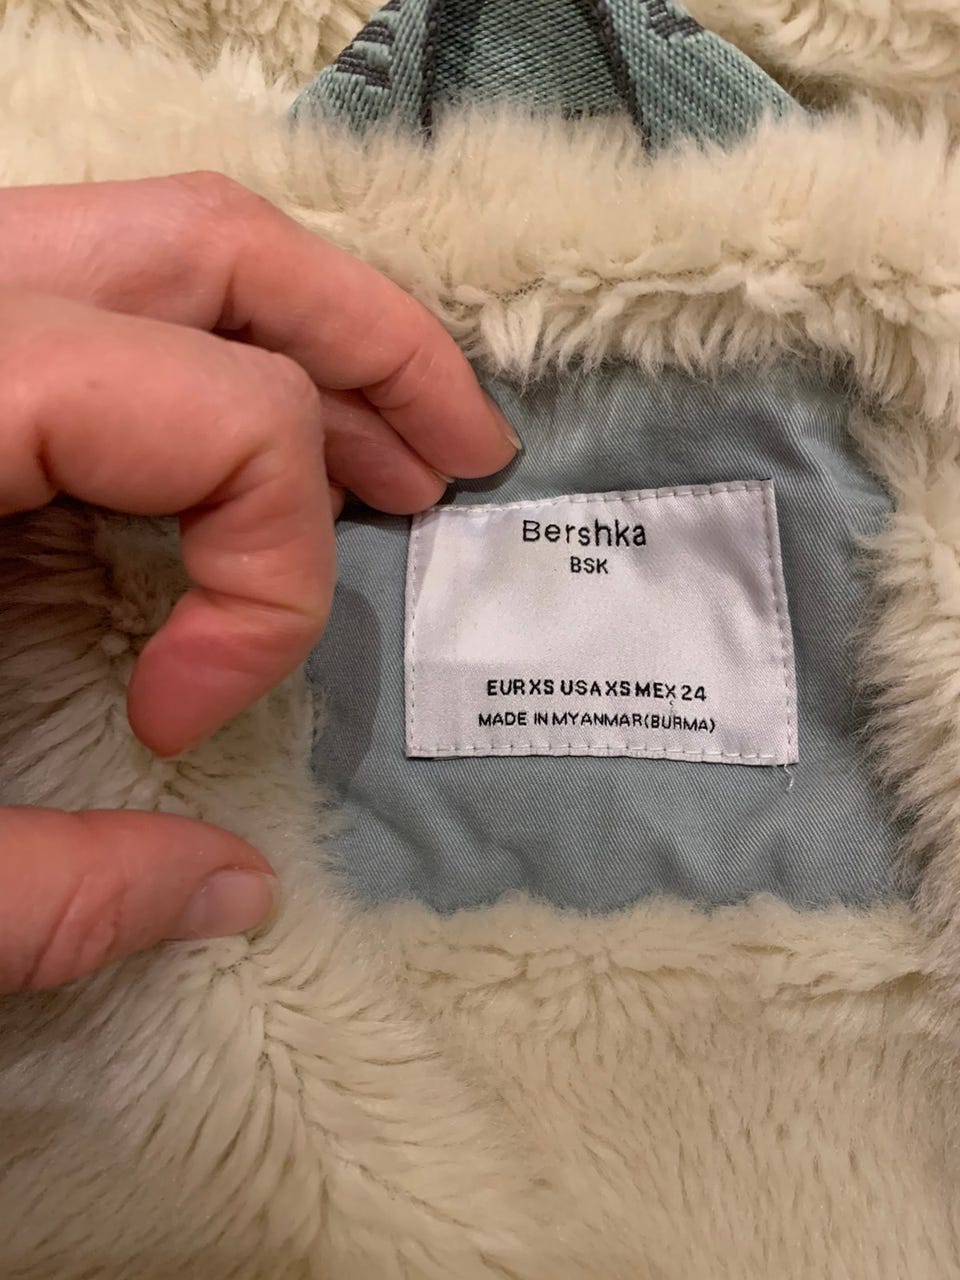 Bershka
BSK
EUR XS USA XS MEX 24
MADE IN MYANMAR(BURMA)